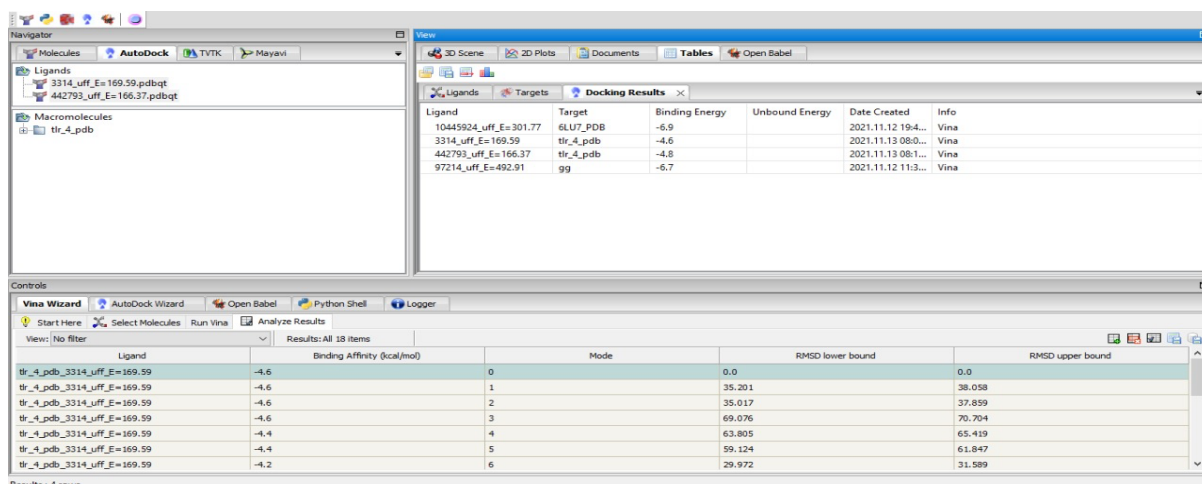 Navigator
View
Molecules AutoDock TVTK Mayavi
3D Scene 2D Plots Documents Tables Open Babel
Ligands
3314_uff_E=169.59.pdbqt
442793_uff_E=166.37.pdbqt
Macromolecules
tlr_4_pdb
Ligands Targets Docking Results
Ligand Target Binding Energy Unbound Energy Date Created Info
10445924_uff_E=301.77 6LU7_PDB -6.9 2021.11.12 19:4... Vina
3314_uff_E=169.59 tlr_4_pdb -4.6 2021.11.13 08:0... Vina
442793_uff_E=166.37 tlr_4_pdb -4.8 2021.11.13 08:1... Vina
97214_uff_E=492.91 gg -6.7 2021.11.12 11:3... Vina
Controls
Vina Wizard AutoDock Wizard Open Babel Python Shell Logger
Start Here Select Molecules Run Vina Analyze Results
View: No filter Results: All 18 items
Ligand Binding Affinity (kcal/mol) Mode RMSD lower bound RMSD upper bound
tlr_4_pdb_3314_uff_E=169.59 -4.6 0 0.0 0.0
tlr_4_pdb_3314_uff_E=169.59 -4.6 1 35.201 38.058
tlr_4_pdb_3314_uff_E=169.59 -4.6 2 35.017 37.859
tlr_4_pdb_3314_uff_E=169.59 -4.6 3 69.076 70.704
tlr_4_pdb_3314_uff_E=169.59 -4.4 4 63.805 65.419
tlr_4_pdb_3314_uff_E=169.59 -4.4 5 59.124 61.847
tlr_4_pdb_3314_uff_E=169.59 -4.2 6 29.972 31.589